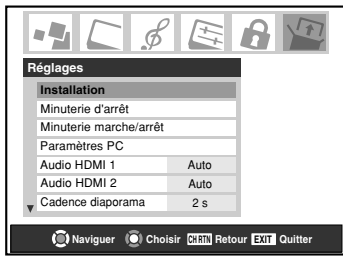 Réglages
Installation
Minuterie d'arrêt
Minuterie marche/arrêt
Paramètres PC
Audio HDMI 1 Auto
Audio HDMI 2 Auto
Cadence diaporama 2 s
Naviguer Choisir CH RTN Retour EXIT Quitter